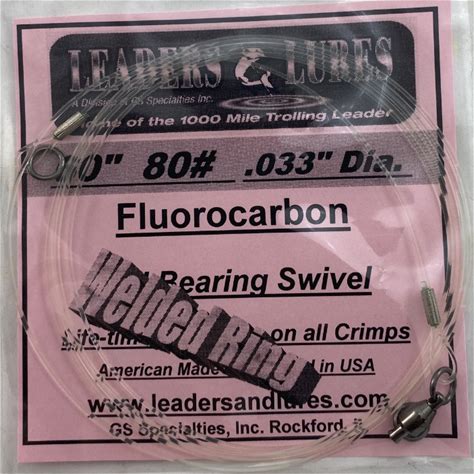 LEADERS LURES
A Division of GS Specialties Inc.
Home of the 1000 Mile Trolling Leader
0" 80# .033" Dia.
Fluorocarbon
Bearing Swivel
Welded Ring
on all Crimps
American Made in USA
www.leadersandlures.com
GS Specialties, Inc. Rockford,